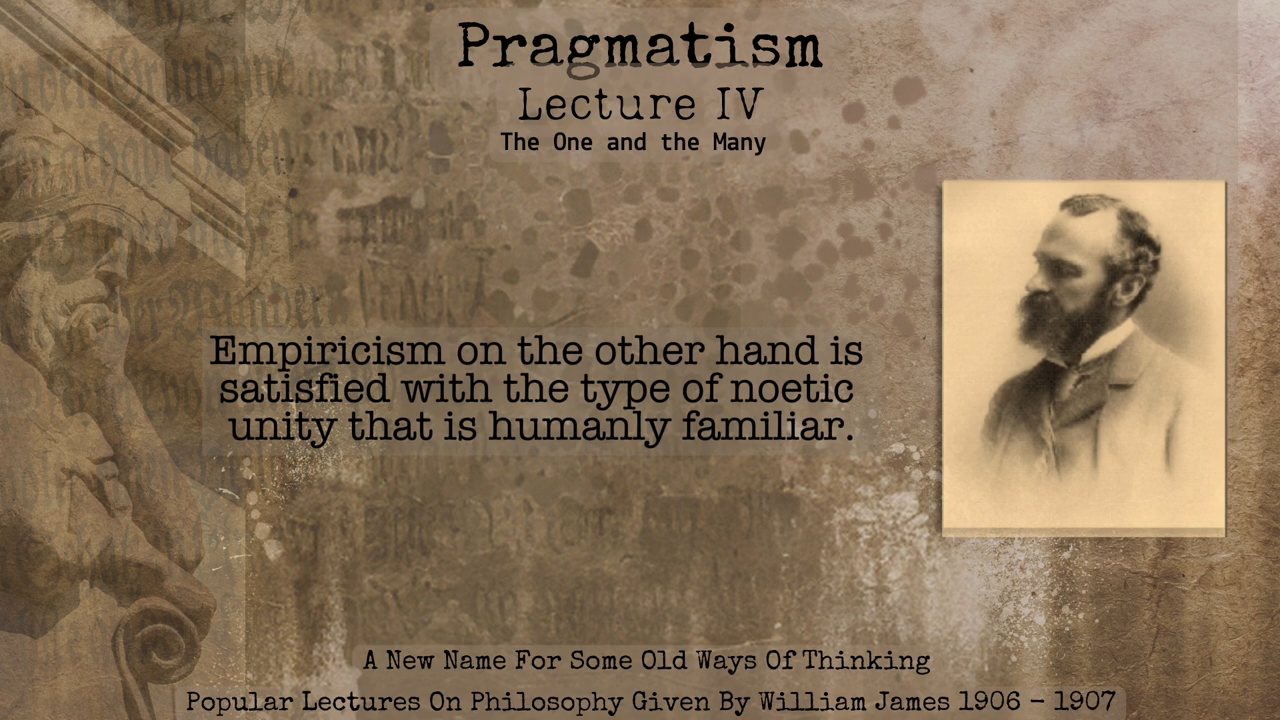 Pragmatism
Lecture IV
The One and the Many
Empiricism on the other hand is
satisfied with the type of noetic
unity that is humanly familiar.
A New Name For Some Old Ways Of Thinking
Popular Lectures On Philosophy Given By William James 1906 - 1907